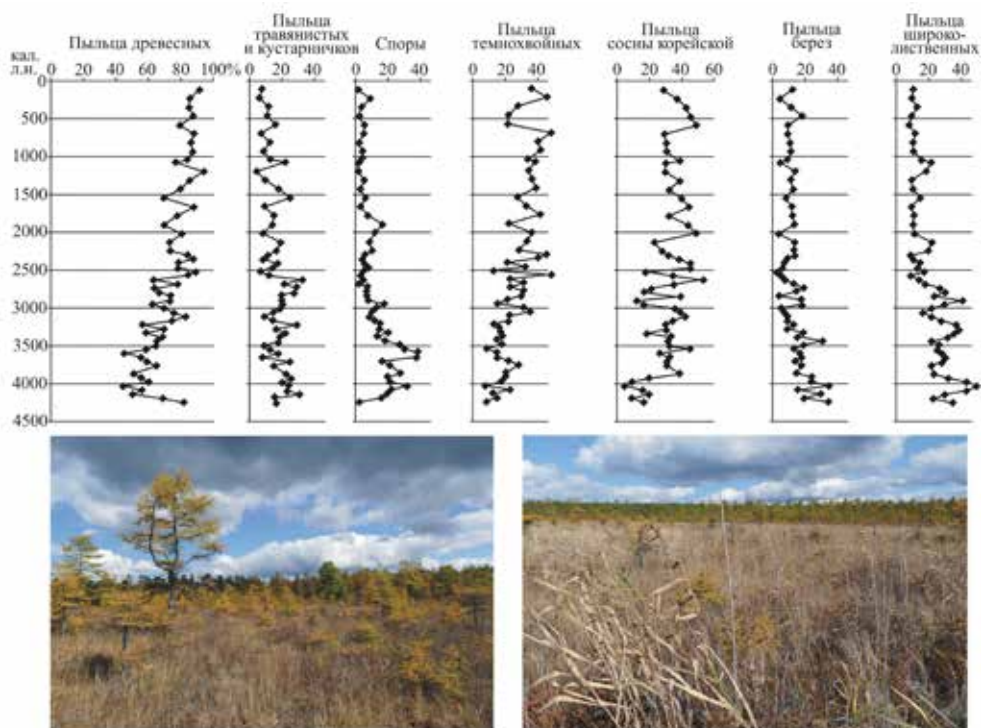 Пыльца древесных
Пыльца
травянистых
и кустарничков
Споры
Пыльца
темнохвойных
Пыльца
сосны корейской
Пыльца
берез
Пыльца
широко-
лиственных
кал.
л.н.
0 20 40 60 80 100%
0 20 40
0 20 40
0 20 40
0 20 40 60
0 20 40
0 20 40
0
500
1000
1500
2000
2500
3000
3500
4000
4500